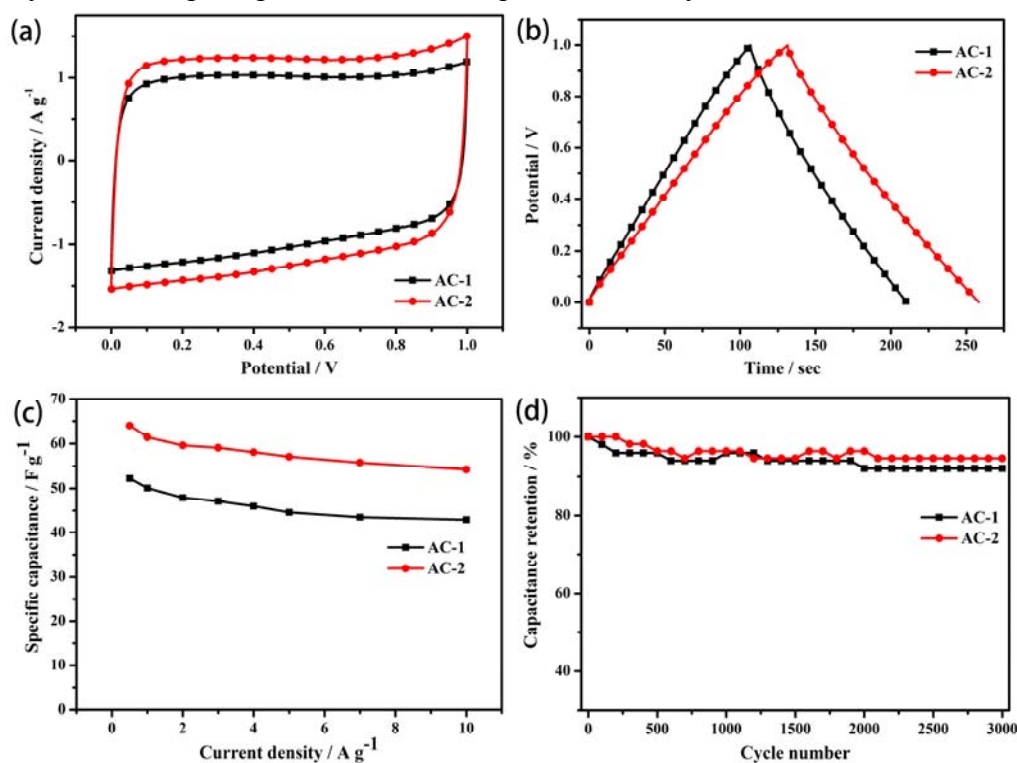 (a)
Current density / A g-1
1
0
-1
-2
0.0 0.2 0.4 0.6 0.8 1.0
Potential / V
AC-1
AC-2
(b)
Potential / V
1.0
0.8
0.6
0.4
0.2
0.0
0 50 100 150 200 250
Time / sec
AC-1
AC-2
(c)
Specific capacitance / F g-1
70
60
50
40
30
20
10
0
0 2 4 6 8 10
Current density / A g-1
AC-1
AC-2
(d)
Capacitance retention / %
100
80
60
40
0 500 1000 1500 2000 2500 3000
Cycle number
AC-1
AC-2